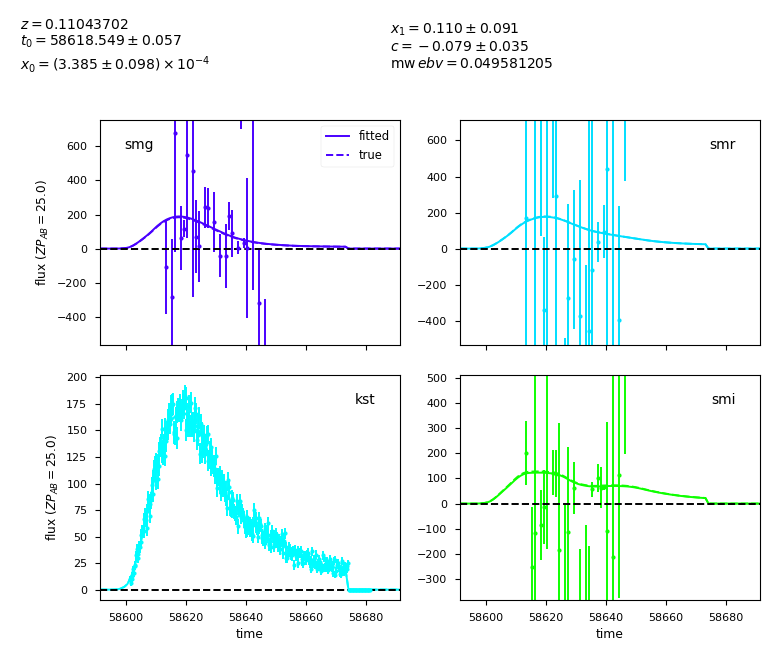 z = 0.11043702
t₀ = 58618.549 ± 0.057
x₀ = (3.385 ± 0.098) × 10⁻⁴
x₁ = 0.110 ± 0.091
c = −0.079 ± 0.035
mw ebv = 0.049581205
smg
fitted
true
600
400
200
0
−200
−400
flux (ZP_AB = 25.0)
smr
600
400
200
0
−200
−400
kst
200
175
150
125
100
75
50
25
0
flux (ZP_AB = 25.0)
58600 58620 58640 58660 58680
time
smi
500
400
300
200
100
0
−100
−200
−300
58600 58620 58640 58660 58680
time